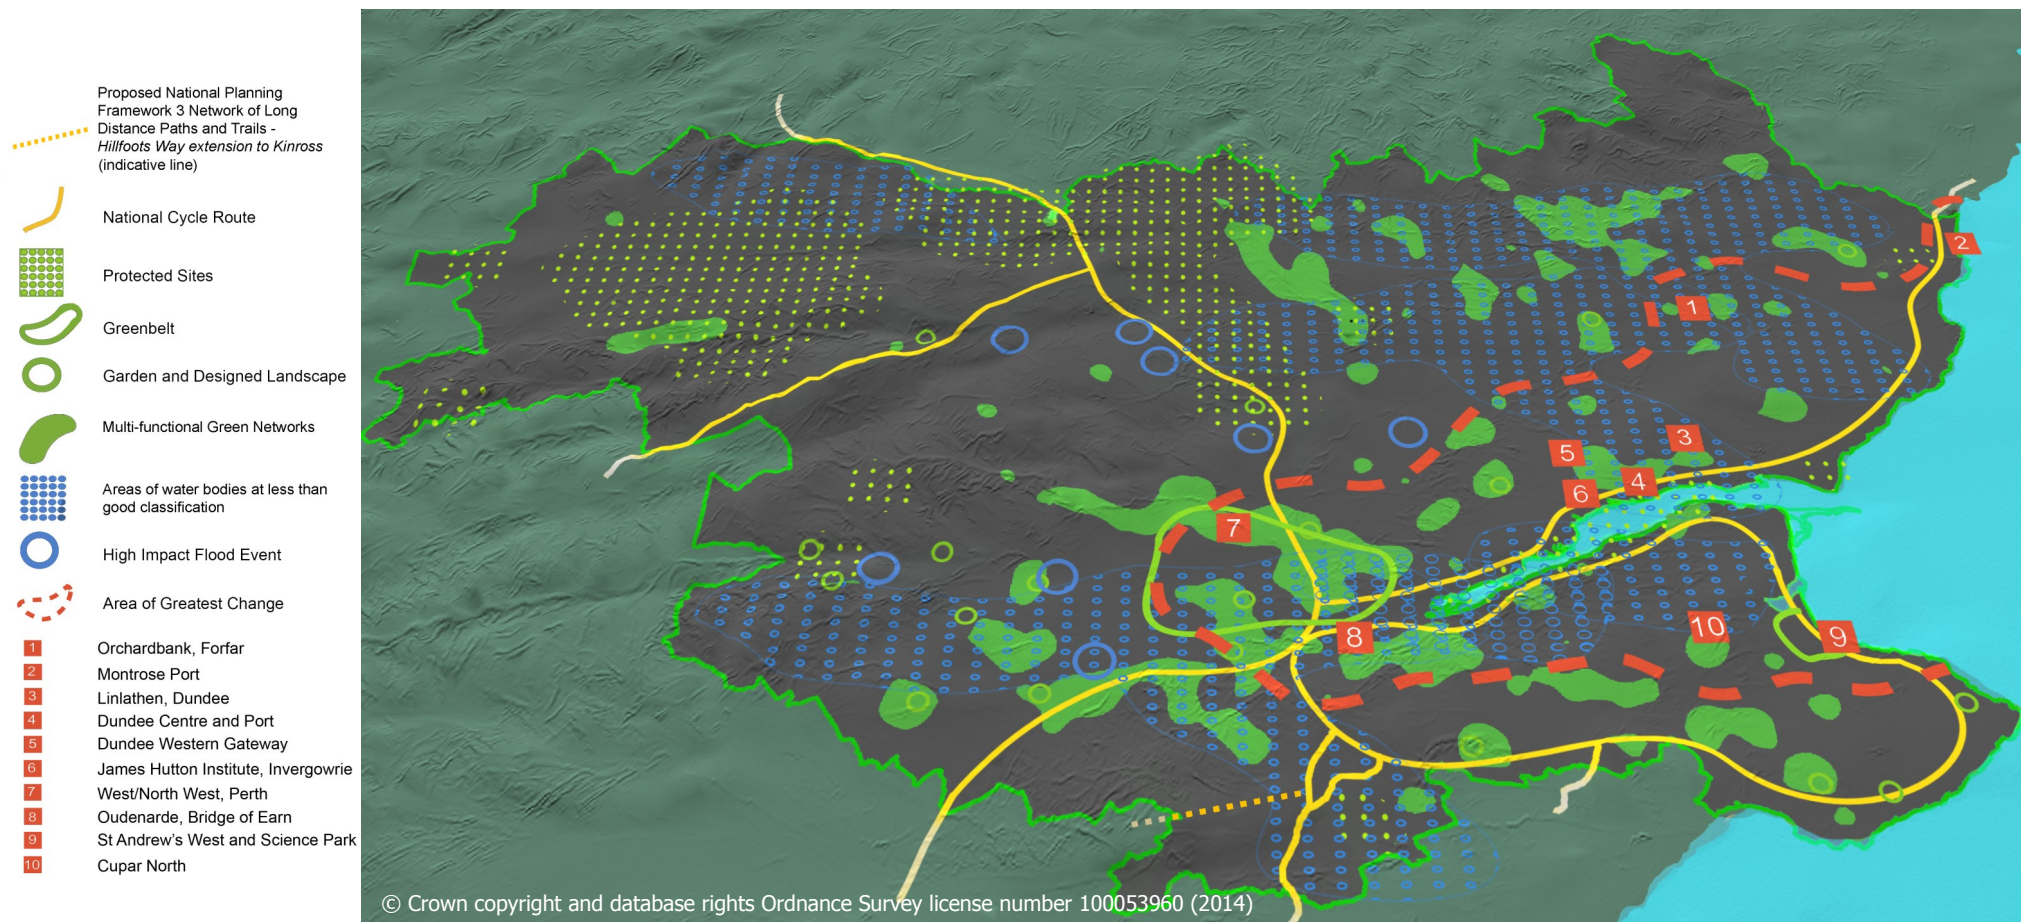 Proposed National Planning
Framework 3 Network of Long
Distance Paths and Trails -
Hillfoots Way extension to Kinross
(indicative line)
National Cycle Route
Protected Sites
Greenbelt
Garden and Designed Landscape
Multi-functional Green Networks
Areas of water bodies at less than
good classification
High Impact Flood Event
Area of Greatest Change
1 Orchardbank, Forfar
2 Montrose Port
3 Linlathen, Dundee
4 Dundee Centre and Port
5 Dundee Western Gateway
6 James Hutton Institute, Invergowrie
7 West/North West, Perth
8 Oudenarde, Bridge of Earn
9 St Andrew's West and Science Park
10 Cupar North
2
1
3
5
4
6
7
10
9
8
© Crown copyright and database rights Ordnance Survey license number 100053960 (2014)